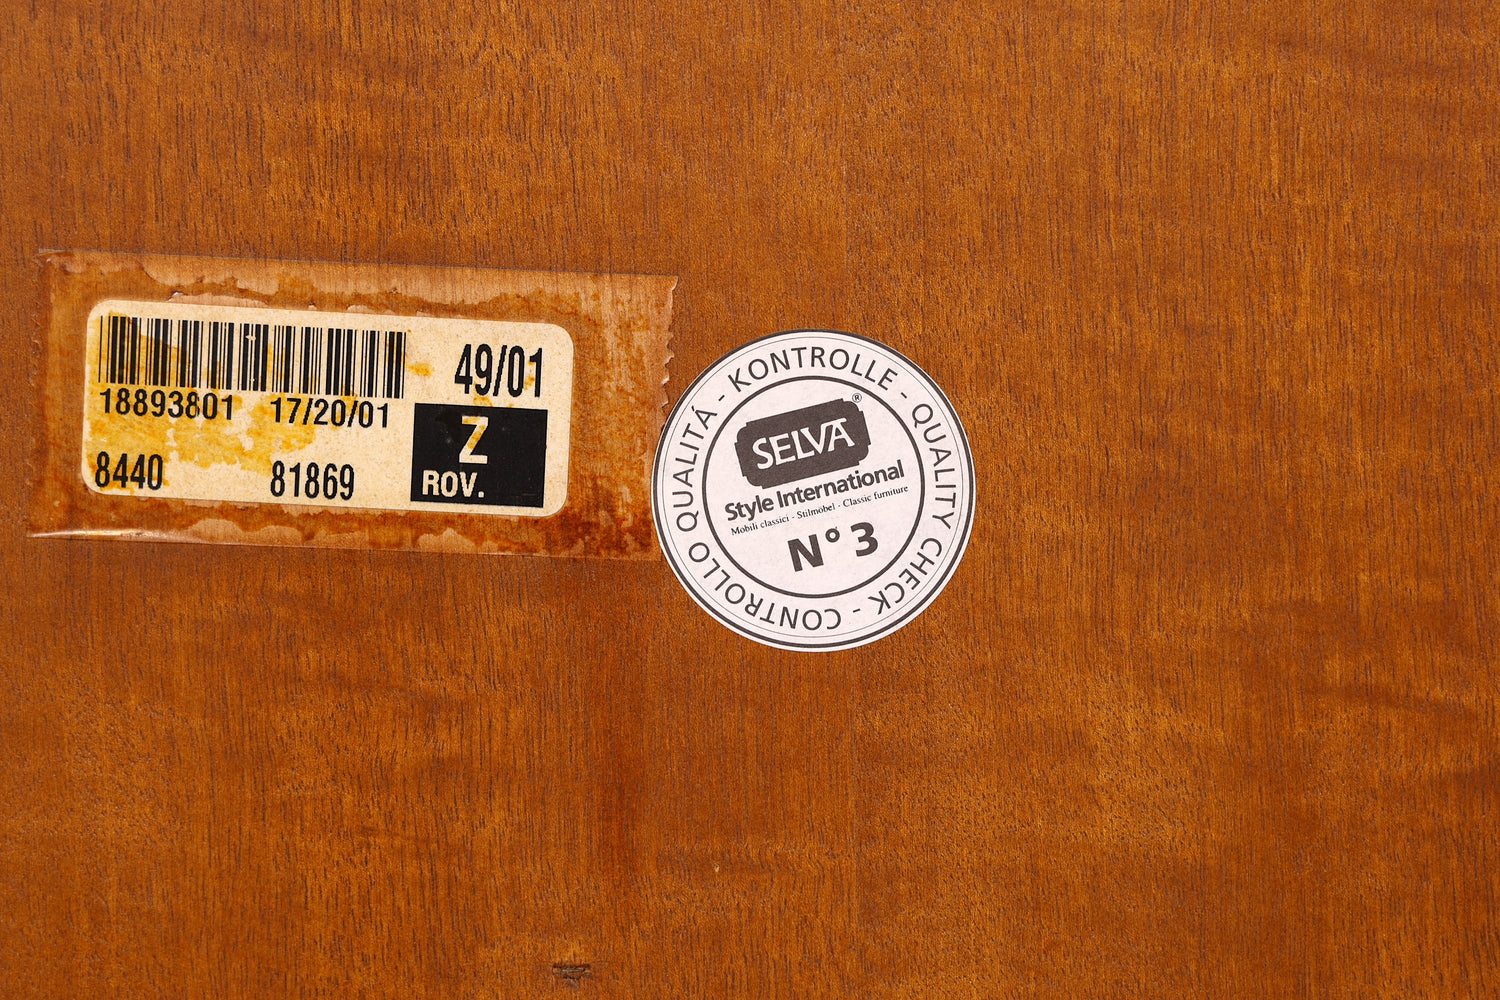 49/01
18893801 17/20/01
Z
8440 81869 ROV.
KONTROLLE - QUALITY CHECK - CONTROLLO QUALITÁ -
SELVA ®
Style International
Mobili classici - Stilmöbel - Classic furniture
N° 3